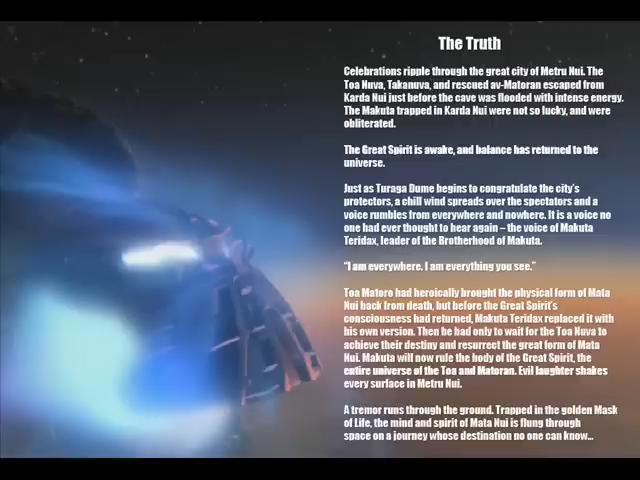 The Truth
Celebrations ripple through the great city of Metru Nui. The
Toa Nuva, Takanuva, and rescued av-Matoran escaped from
Karda Nui just before the cave was flooded with intense energy.
The Makuta trapped in Karda Nui were not so lucky, and were
obliterated.
The Great Spirit is awake, and balance has returned to the
universe.
Just as Turaga Dume begins to congratulate the city's
protectors, a chill wind spreads over the spectators and a
voice rumbles from everywhere and nowhere. It is a voice no
one had ever thought to hear again – the voice of Makuta
Teridax, leader of the Brotherhood of Makuta.
“I am everywhere. I am everything you see.”
Toa Matoro had heroically brought the physical form of Mata
Nui back from death, but before the Great Spirit's
consciousness had returned, Makuta Teridax replaced it with
his own version. Then he had only to wait for the Toa Nuva to
achieve their destiny and resurrect the great form of Mata
Nui. Makuta will now rule the body of the Great Spirit, the
entire universe of the Toa and Matoran. Evil laughter shakes
every surface in Metru Nui.
A tremor runs through the ground. Trapped in the golden Mask
of Life, the mind and spirit of Mata Nui is flung through
space on a journey whose destination no one can know...